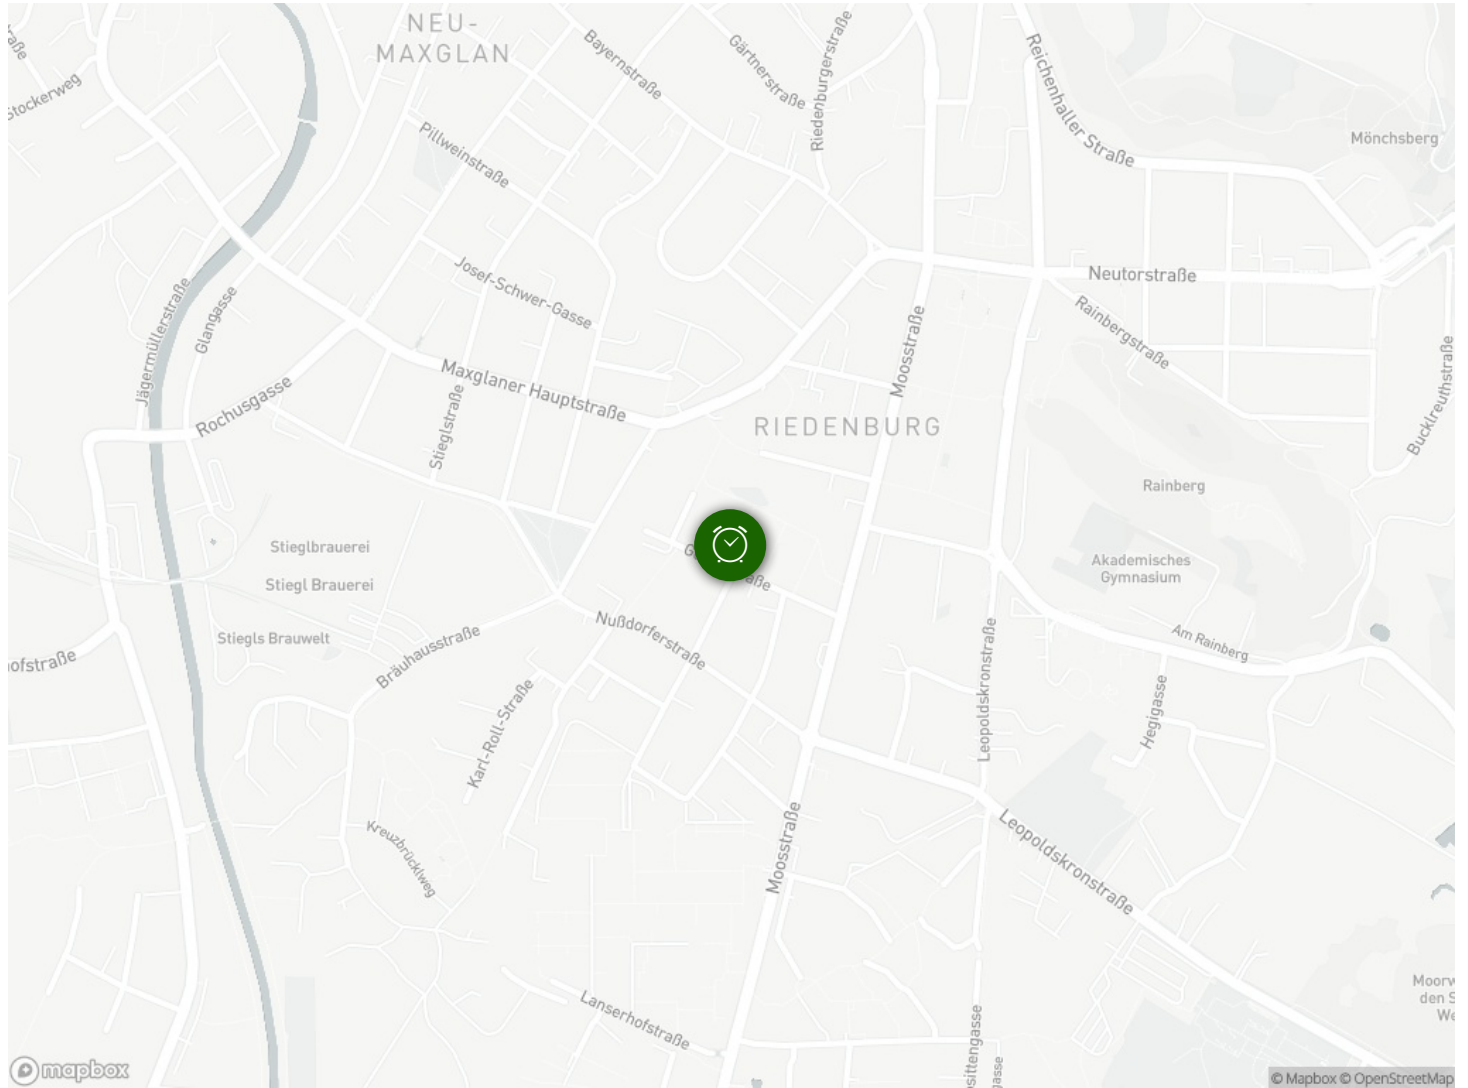 NEU-
MAXGLAN
Bayernstraße
Gärtnerstraße
Riedenburgerstraße
Reichenhaller Straße
Stockerweg
Pillweinstraße
Mönchsberg
Josef-Schwer-Gasse
Neutorstraße
Jägermüllerstraße
Glangasse
Rainbergstraße
Moosstraße
Maxglaner Hauptstraße
Rochusgasse
Stieglstraße
RIEDENBURG
Bucklreuthstraße
Rainberg
Stieglbrauerei
Stiegl Brauerei
Akademisches
Gymnasium
Stiegls Brauwelt
Bräuhausstraße
Nußdorferstraße
Am Rainberg
Leopoldskronstraße
Hegigasse
Karl-Roll-Straße
Kreuzbrücklweg
Moosstraße
Leopoldskronstraße
Lanserhofstraße
mapbox
© Mapbox © OpenStreetMap